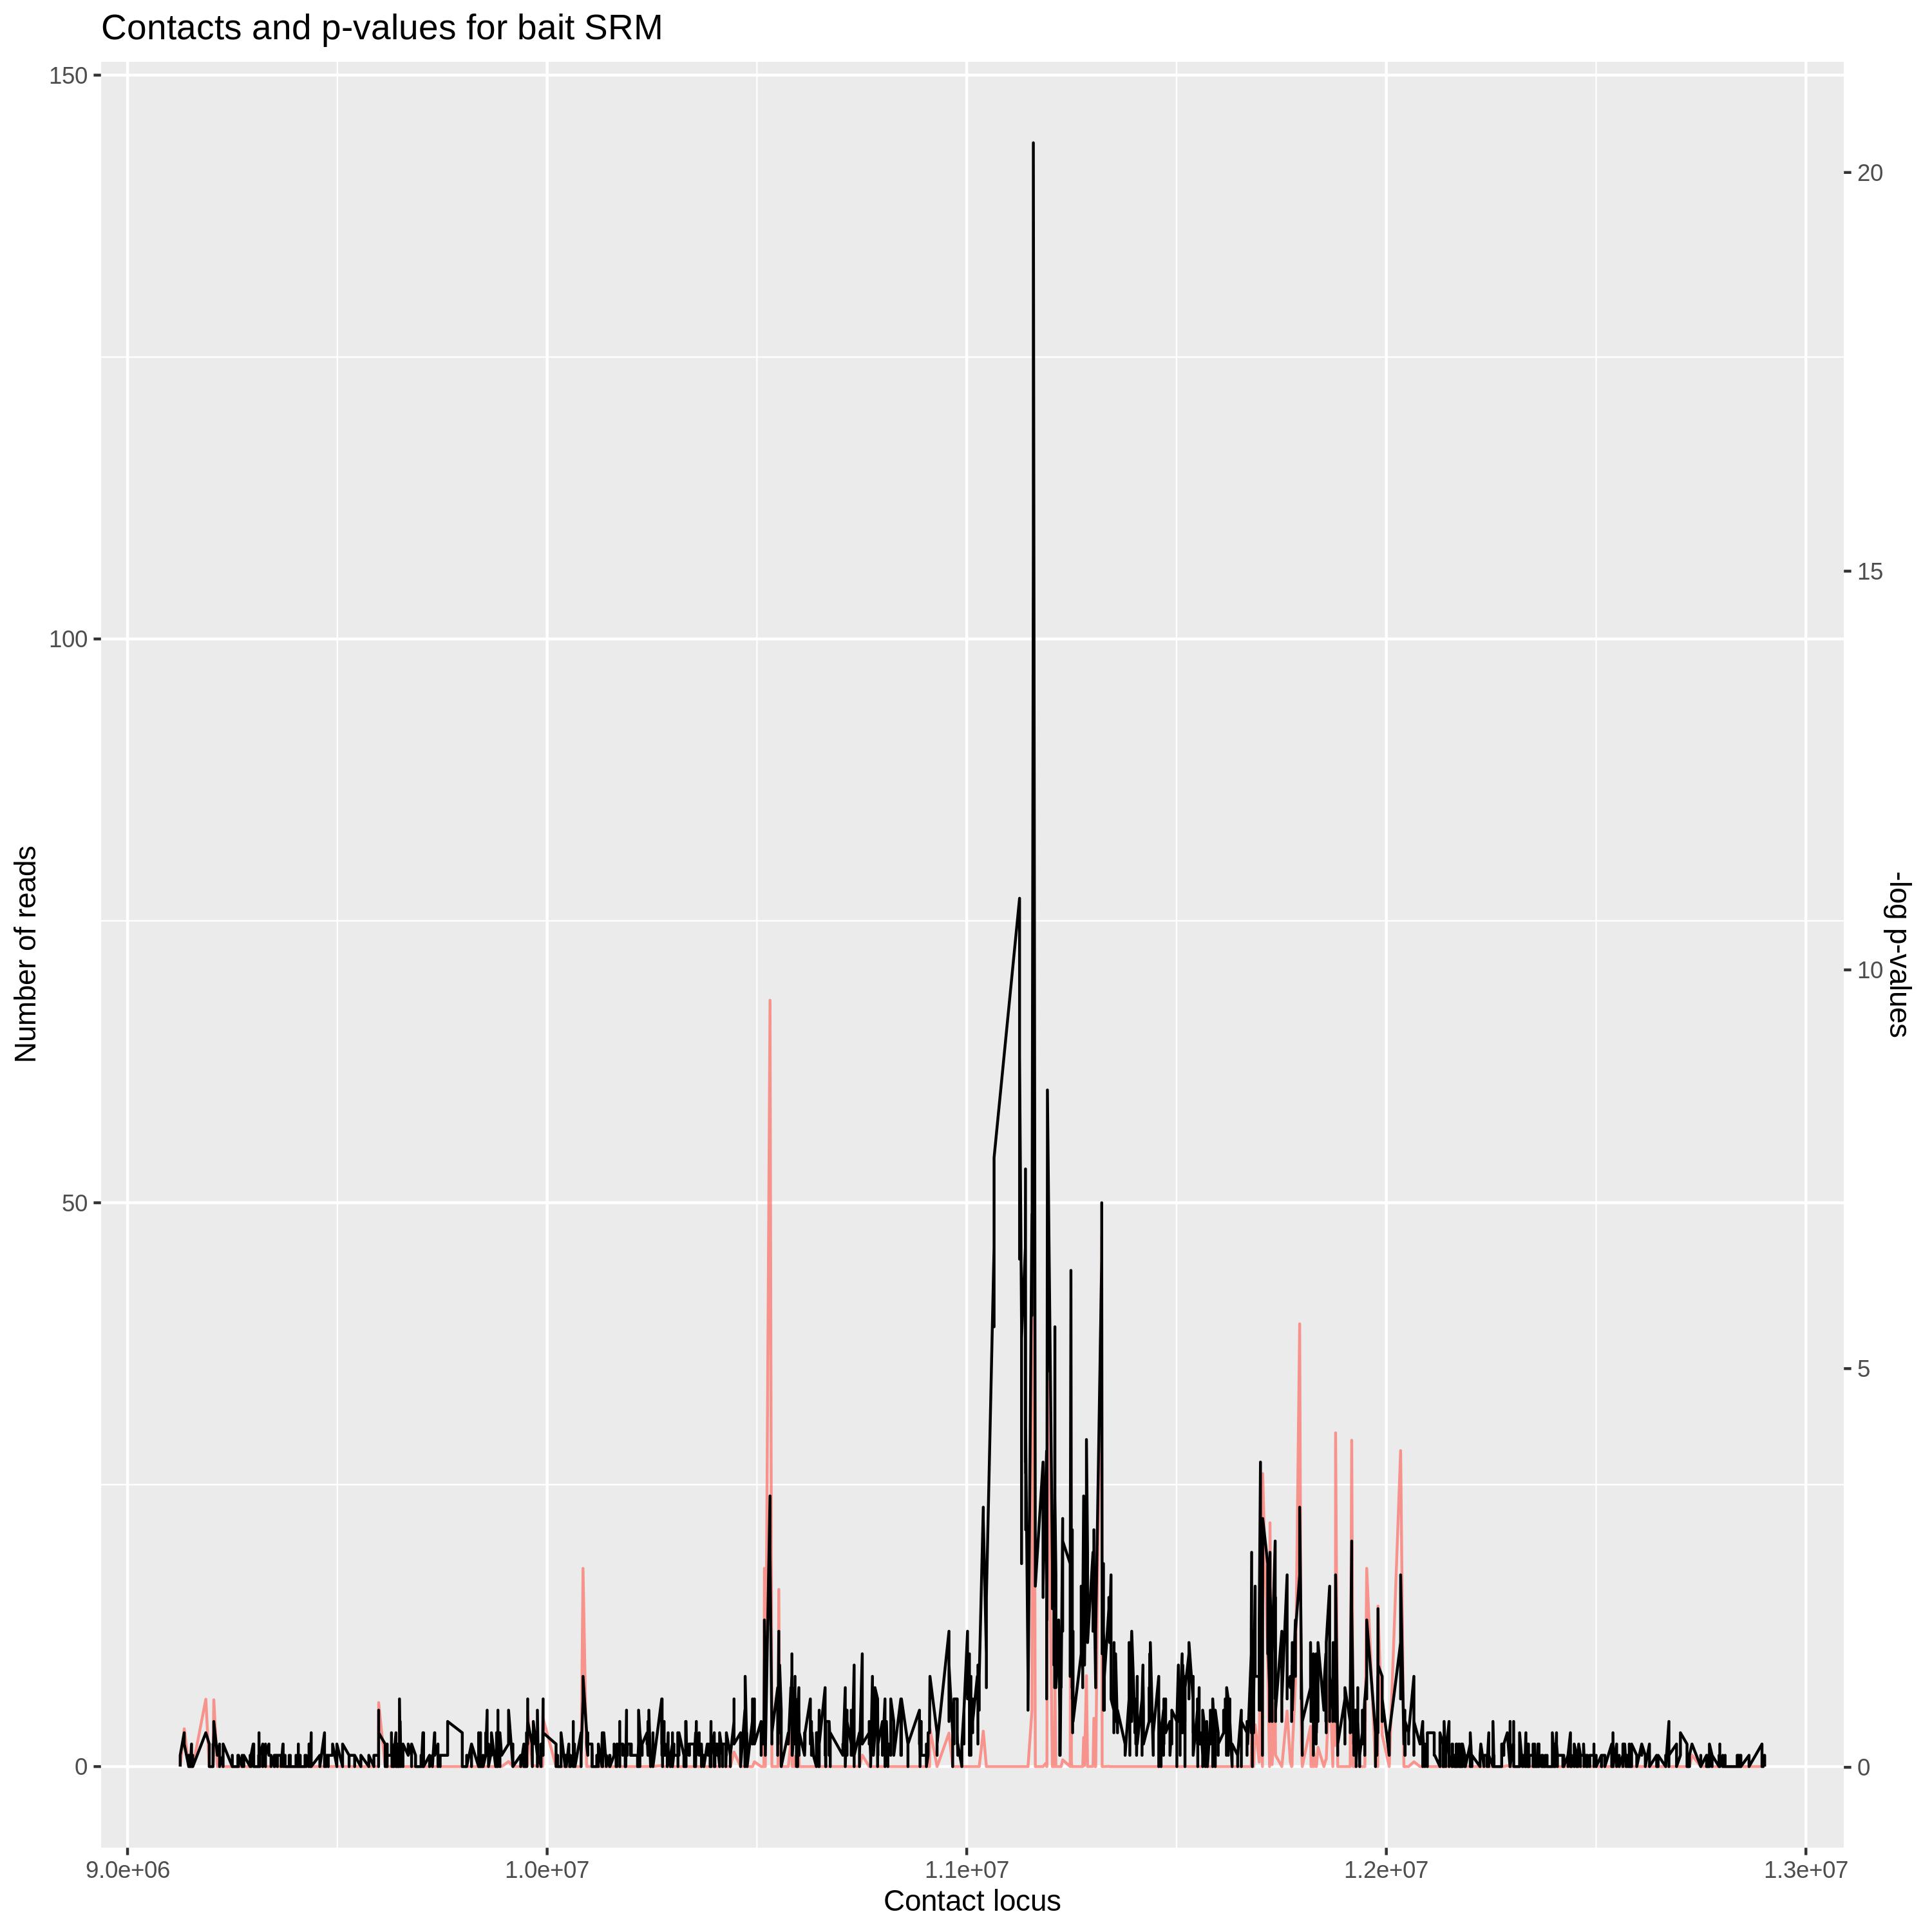 Contacts and p-values for bait SRM
150
100
50
0
Number of reads
20
15
10
5
0
-log p-values
9.0e+06
1.0e+07
1.1e+07
1.2e+07
1.3e+07
Contact locus